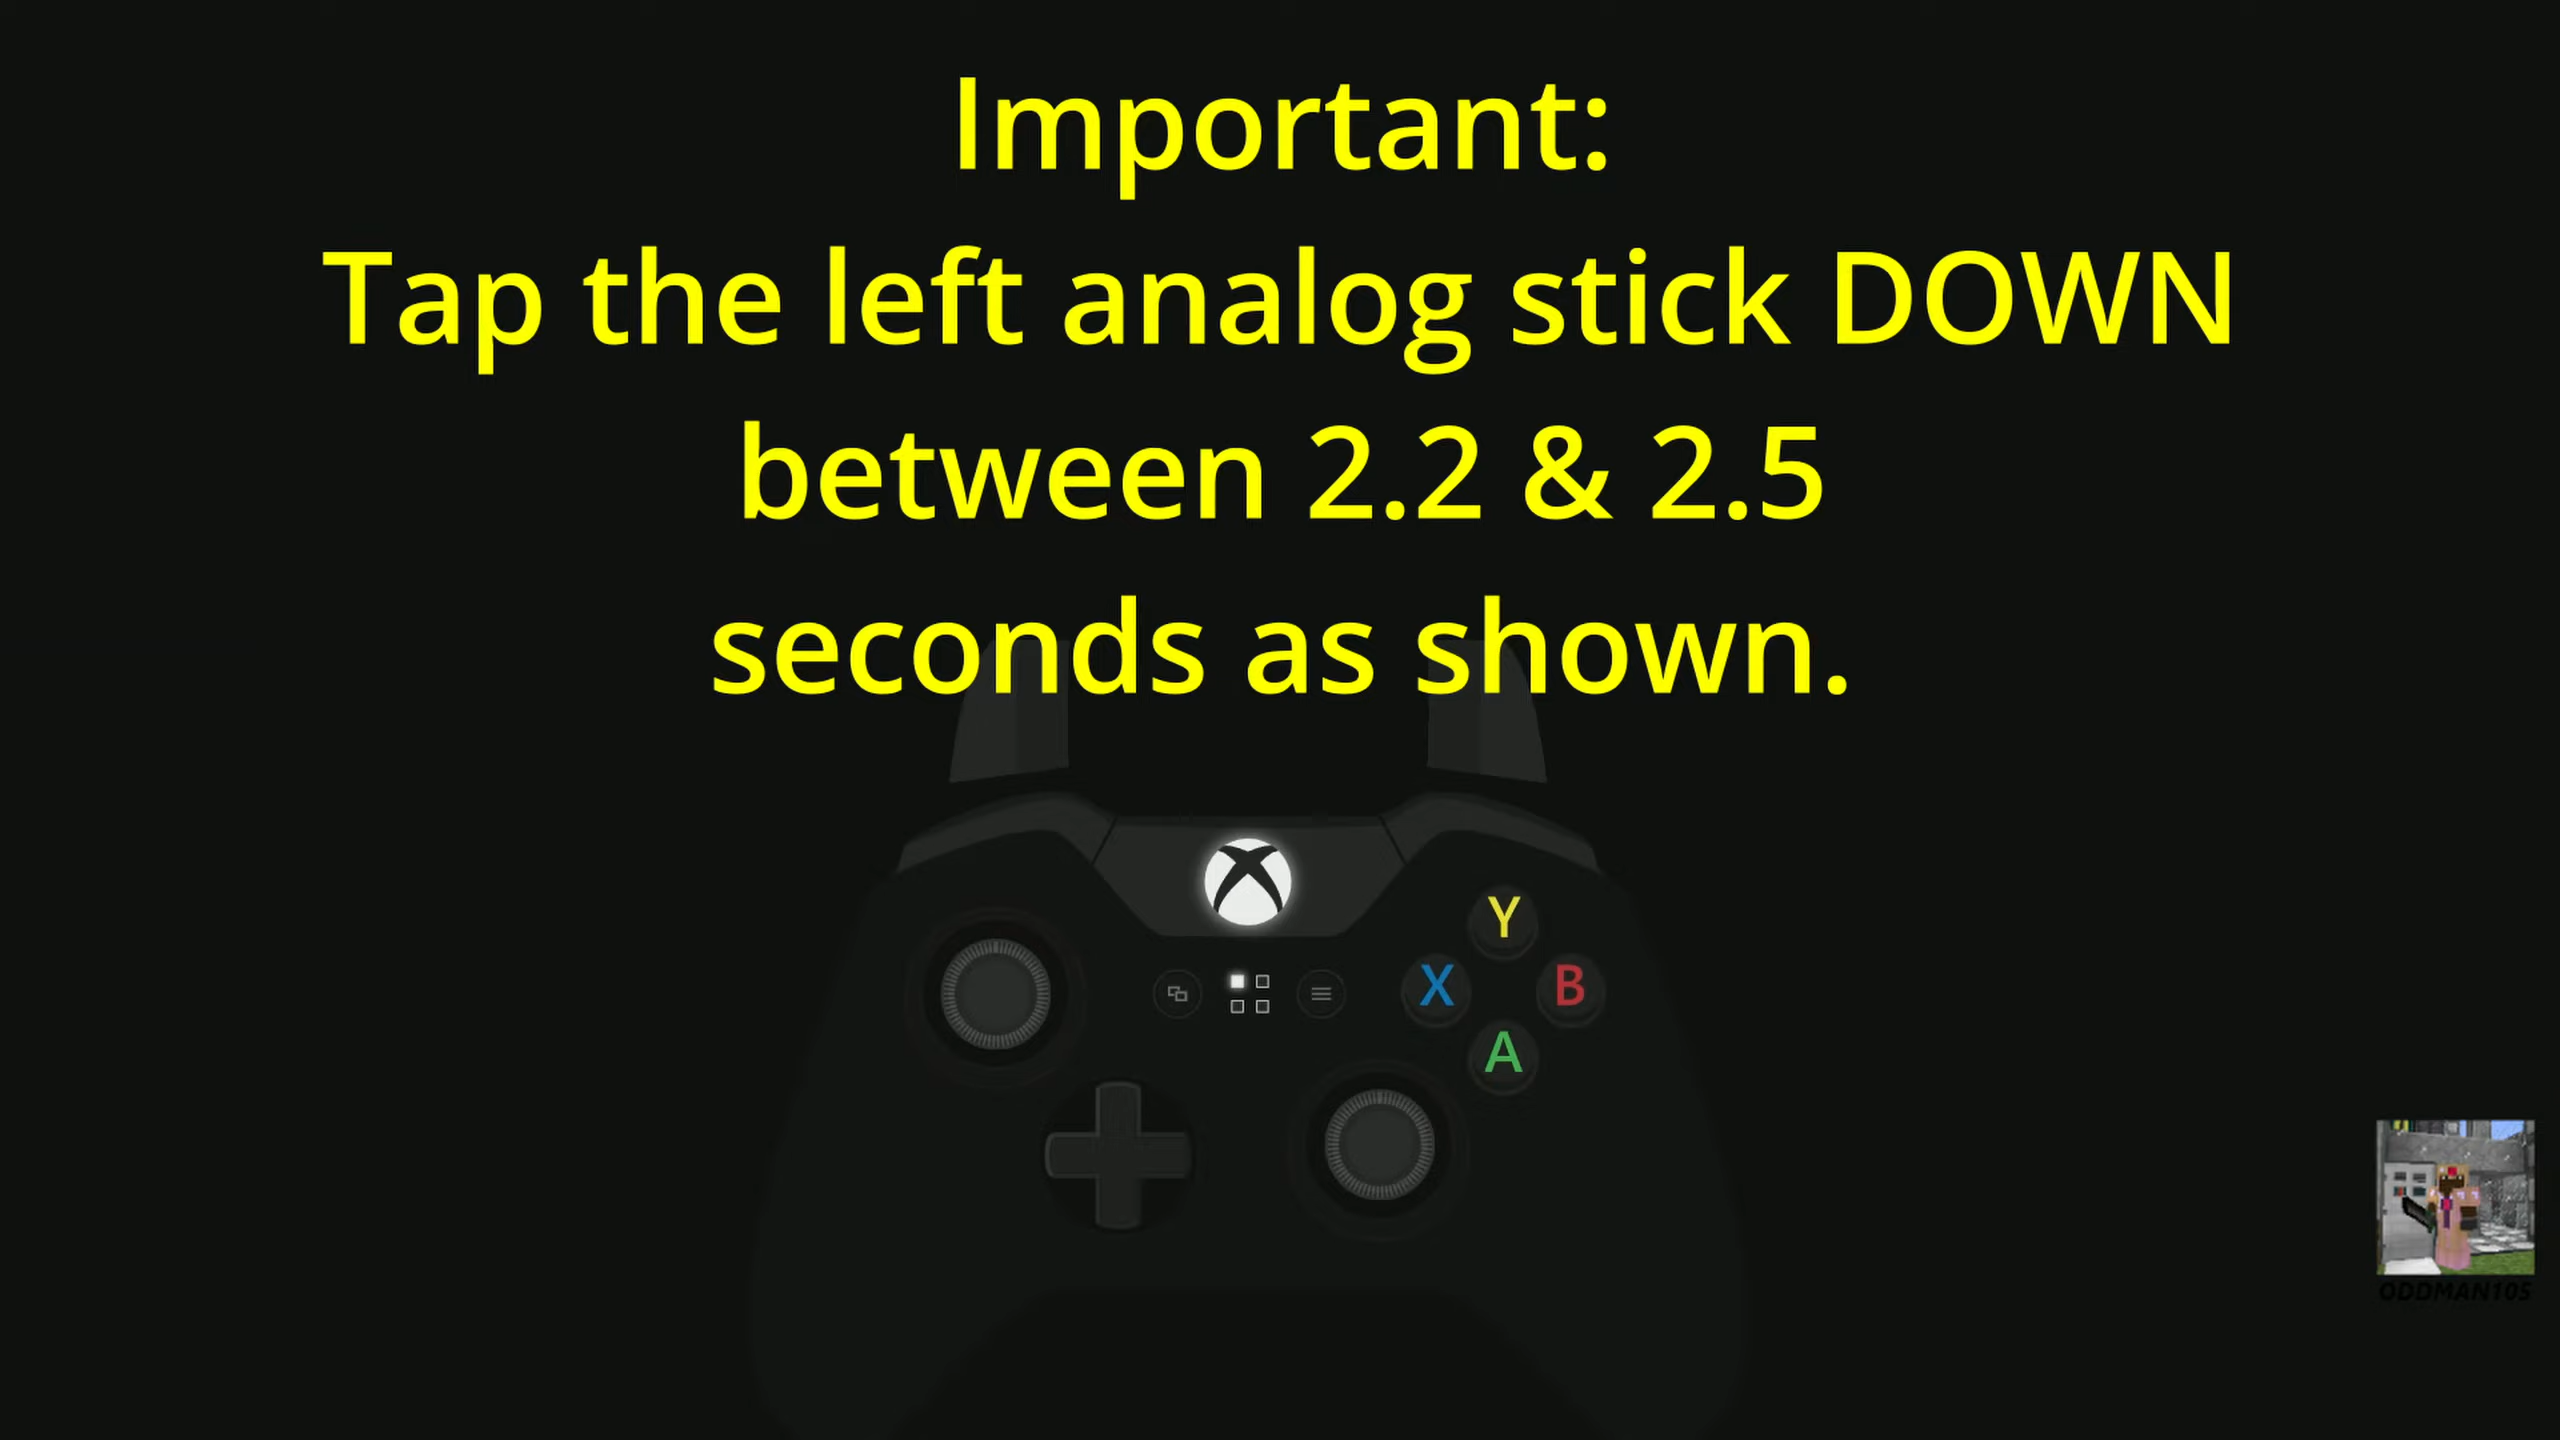 Important:
Tap the left analog stick DOWN
between 2.2 & 2.5
seconds as shown.
Y
X B
A
ODDMAN105